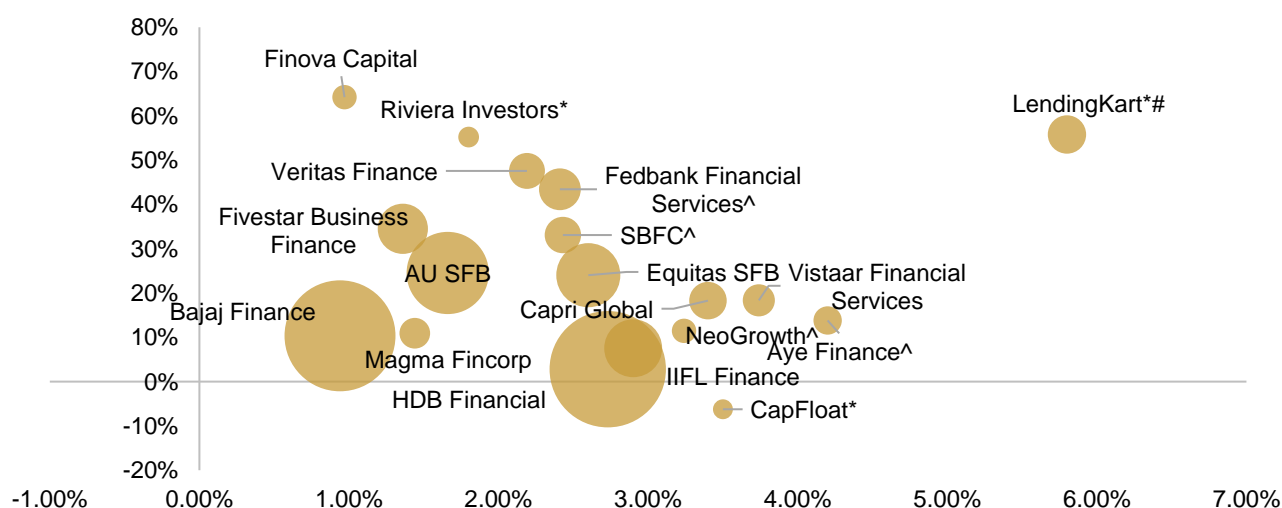 80%
70%
60%
50%
40%
30%
20%
10%
0%
-10%
-20%
Finova Capital
Riviera Investors*
LendingKart*#
Veritas Finance
Fedbank Financial
Services^
Fivestar Business
Finance
SBFC^
AU SFB
Equitas SFB
Vistaar Financial
Services
Bajaj Finance
Capri Global
NeoGrowth^
Aye Finance^
Magma Fincorp
IIFL Finance
HDB Financial
CapFloat*
-1.00%
0.00%
1.00%
2.00%
3.00%
4.00%
5.00%
6.00%
7.00%